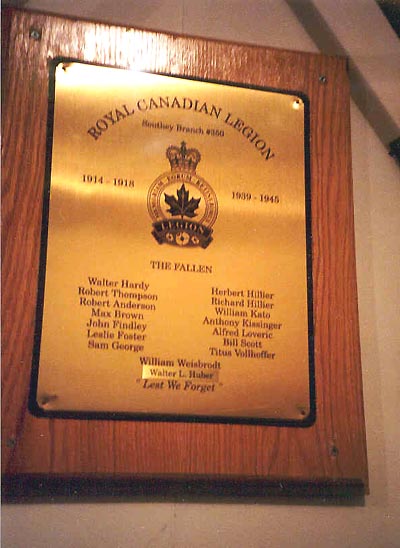 ROYAL CANADIAN LEGION
Southey Branch #350
1914 - 1918
1939 - 1945
LEGION
THE FALLEN
Walter Hardy
Robert Thompson
Robert Anderson
Max Brown
John Findley
Leslie Foster
Sam George
Herbert Hillier
Richard Hillier
William Kato
Anthony Kissinger
Alfred Loveric
Bill Scott
Titus Vollhoffer
William Weisbrodt
Walter L. Huber
"Lest We Forget"